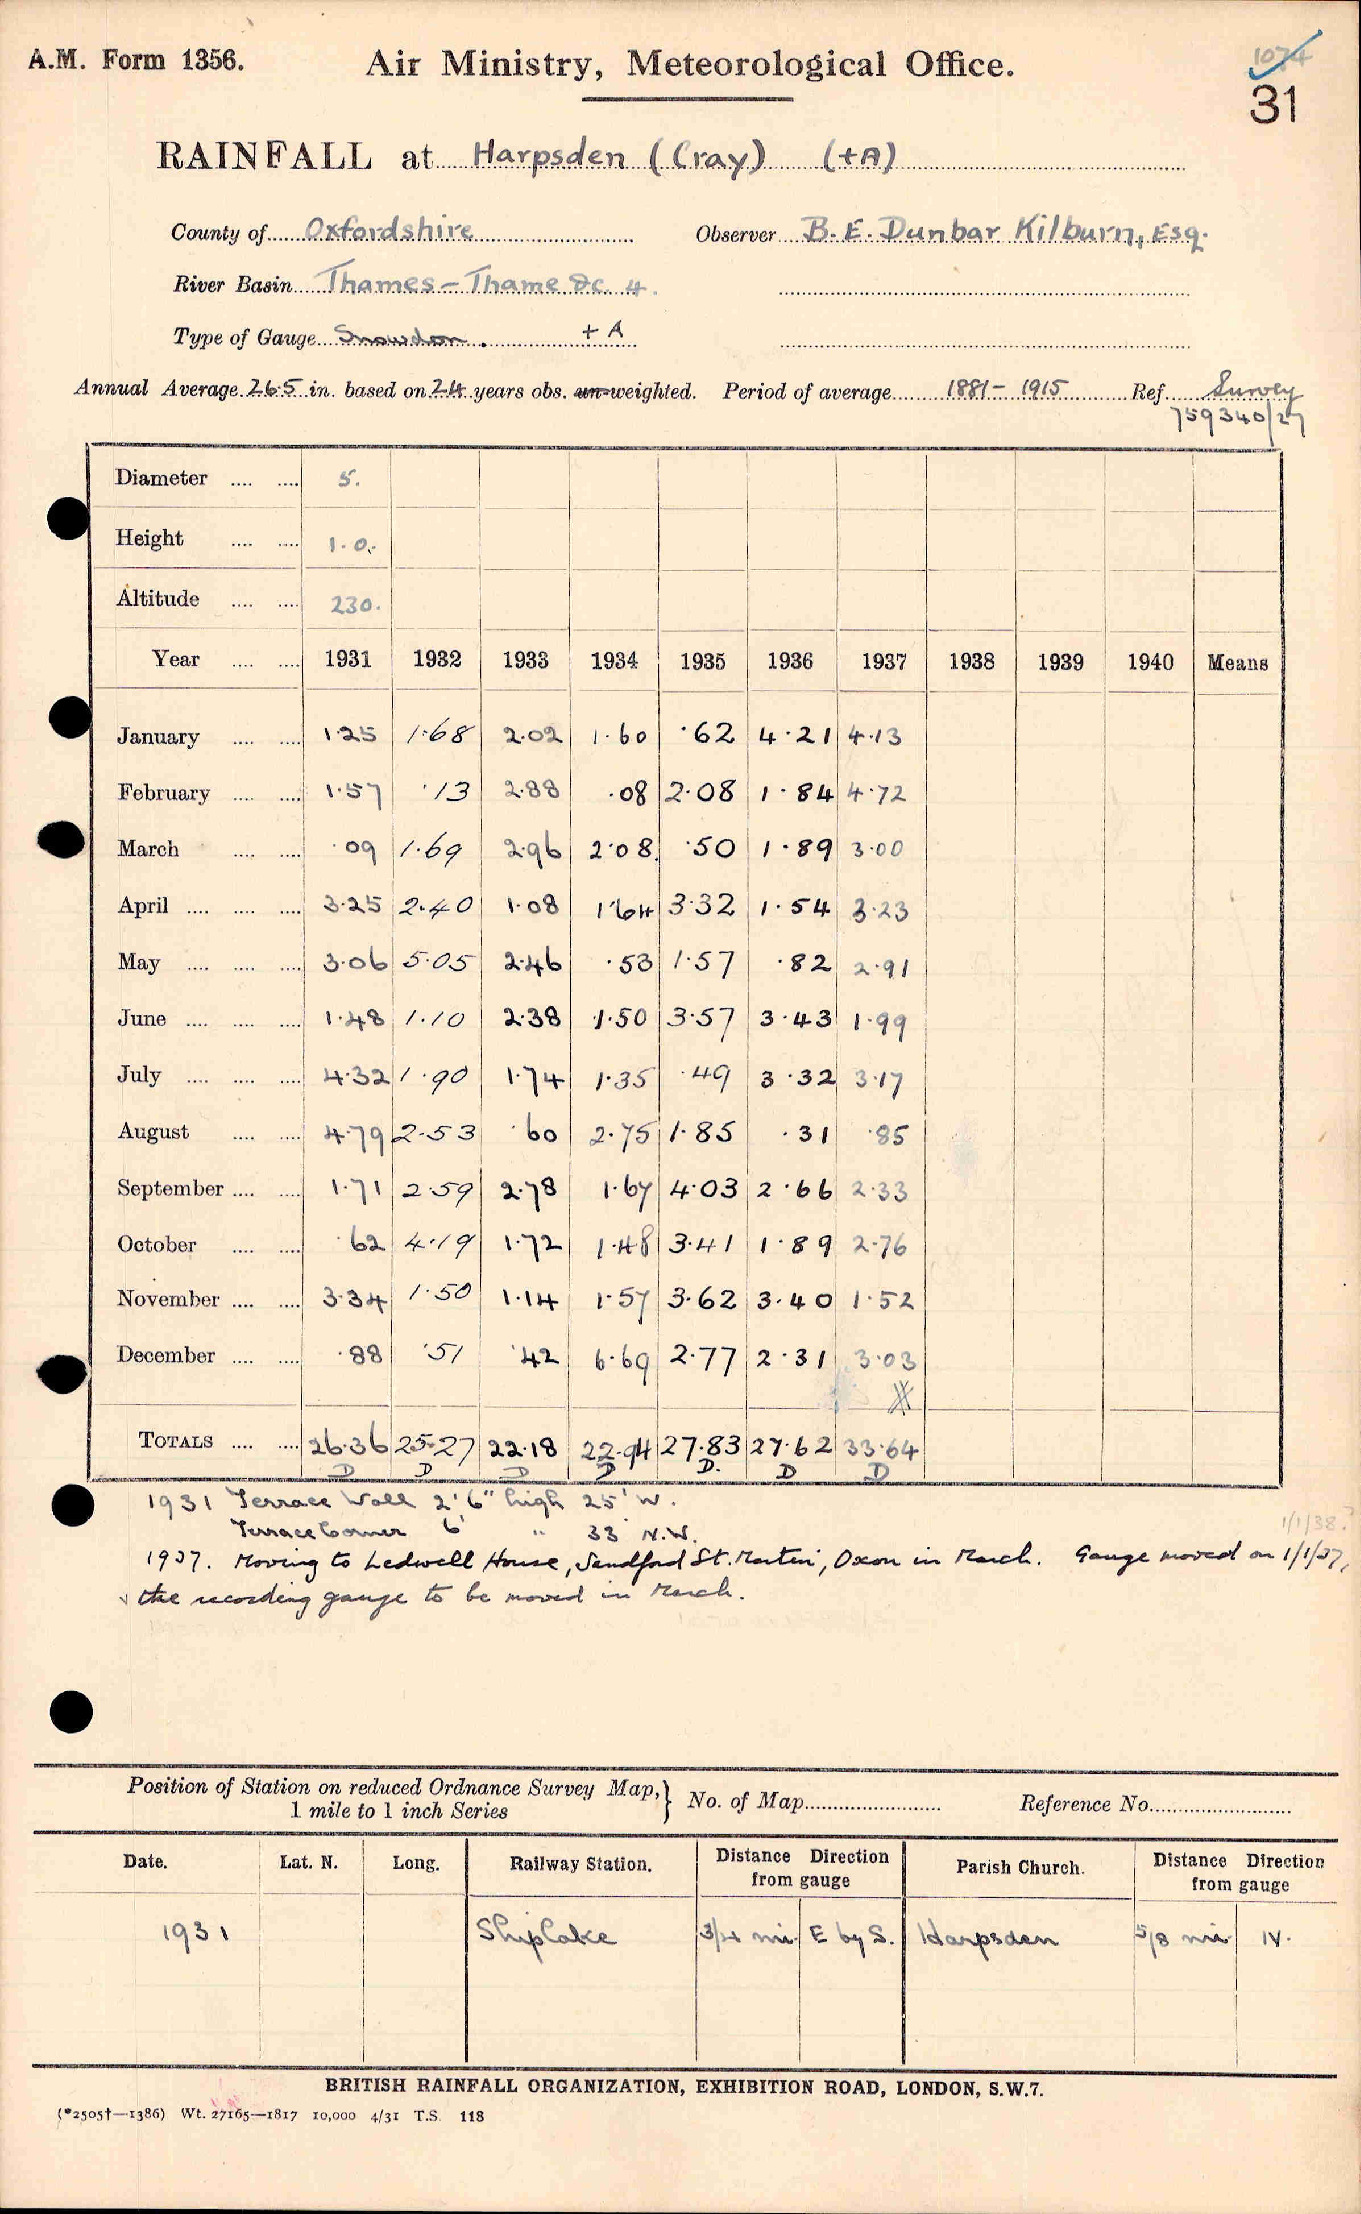 1074
A.M. Form 1356. Air Ministry, Meteorological Office.
31
RAINFALL at Harpsden (Cray) (+A)
County of Oxfordshire Observer B. E. Dunbar Kilburn, Esq.
River Basin Thames – Thame &c. 4.
Type of Gauge Snowdon. + A
Annual Average 26.5 in. based on 24 years obs. un-weighted. Period of average 1881 – 1915 Ref. Survey
759340/27
Diameter .... .... 5.
Height .... .... 1.0.
Altitude .... .... 230.
Year .... .... 1931 1932 1933 1934 1935 1936 1937 1938 1939 1940 Means
January .... .... 1.25 1.68 2.02 1.60 .62 4.21 4.13
February .... .... 1.57 .13 2.88 .08 2.08 1.84 4.72
March .... .... .09 1.69 2.96 2.08 .50 1.89 3.00
April .... .... .... 3.25 2.40 1.08 1.64 3.32 1.54 3.23
May .... .... .... 3.06 5.05 2.46 .53 1.57 .82 2.91
June .... .... .... 1.48 1.10 2.38 1.50 3.57 3.43 1.99
July .... .... .... 4.32 1.90 1.74 1.35 .49 3.32 3.17
August .... .... 4.79 2.53 .60 2.75 1.85 .31 .85
September .... .... 1.71 2.59 2.78 1.67 4.03 2.66 2.33
October .... .... .62 4.19 1.72 1.48 3.41 1.89 2.76
November .... .... 3.34 1.50 1.14 1.57 3.62 3.40 1.52
December .... .... .88 .51 .42 6.69 2.77 2.31 3.03
TOTALS .... .... 26.36 25.27 22.18 22.94 27.83 27.62 33.64
D D D D D. D D
1931 Terrace Wall 2'6" high 25' W.
Terrace Corner 6' " 33 N.W.
1/1/38?
1937. Moving to Ledwell House, Sandford St. Martin, Oxon in March. Gauge moved on 1/1/37,
the recording gauge to be moved in March.
Position of Station on reduced Ordnance Survey Map, } No. of Map Reference No.
1 mile to 1 inch Series
Date. Lat. N. Long. Railway Station. Distance Direction from gauge Parish Church. Distance Direction from gauge
1931 Shiplake 3/4 mi. E by S. Harpsden 5/8 mi. N.
BRITISH RAINFALL ORGANIZATION, EXHIBITION ROAD, LONDON, S.W.7.
(*2505†—1386) Wt. 27165—1817 10,000 4/31 T.S. 118